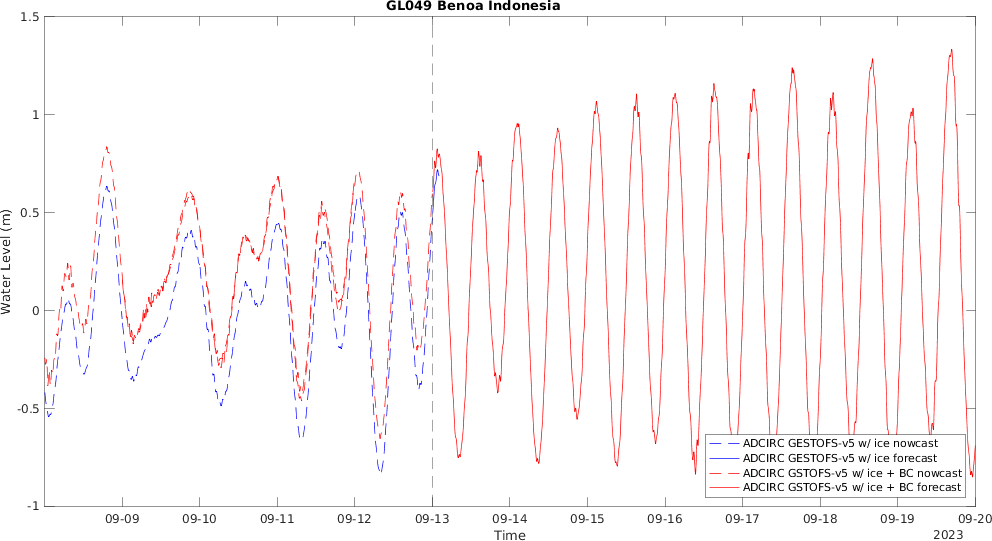 GL049 Benoa Indonesia
1.5
1
0.5
0
-0.5
-1
Water Level (m)
ADCIRC GESTOFS-v5 w/ ice nowcast
ADCIRC GESTOFS-v5 w/ ice forecast
ADCIRC GSTOFS-v5 w/ ice + BC nowcast
ADCIRC GSTOFS-v5 w/ ice + BC forecast
09-09 09-10 09-11 09-12 09-13 09-14 09-15 09-16 09-17 09-18 09-19 09-20
Time
2023